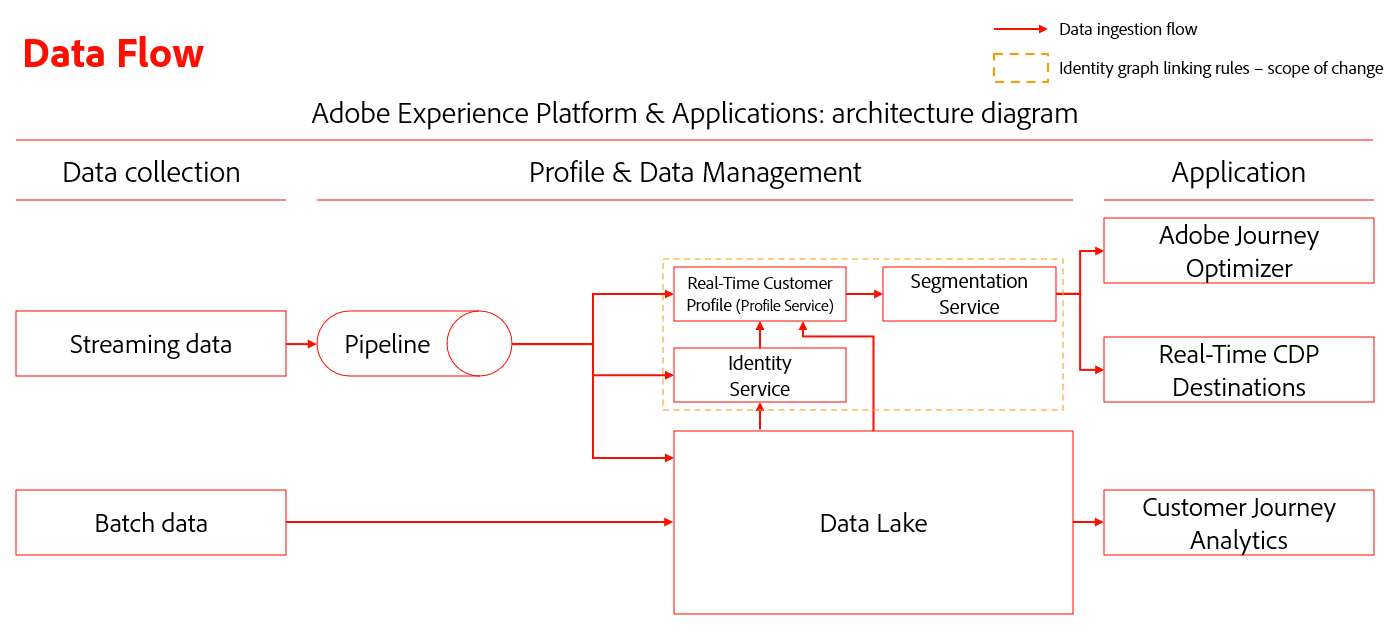 Data Flow
Data ingestion flow
Identity graph linking rules – scope of change
Adobe Experience Platform & Applications: architecture diagram
Data collection
Profile & Data Management
Application
Adobe Journey
Optimizer
Real-Time Customer
Profile (Profile Service)
Segmentation
Service
Streaming data
Pipeline
Identity
Service
Real-Time CDP
Destinations
Batch data
Data Lake
Customer Journey
Analytics